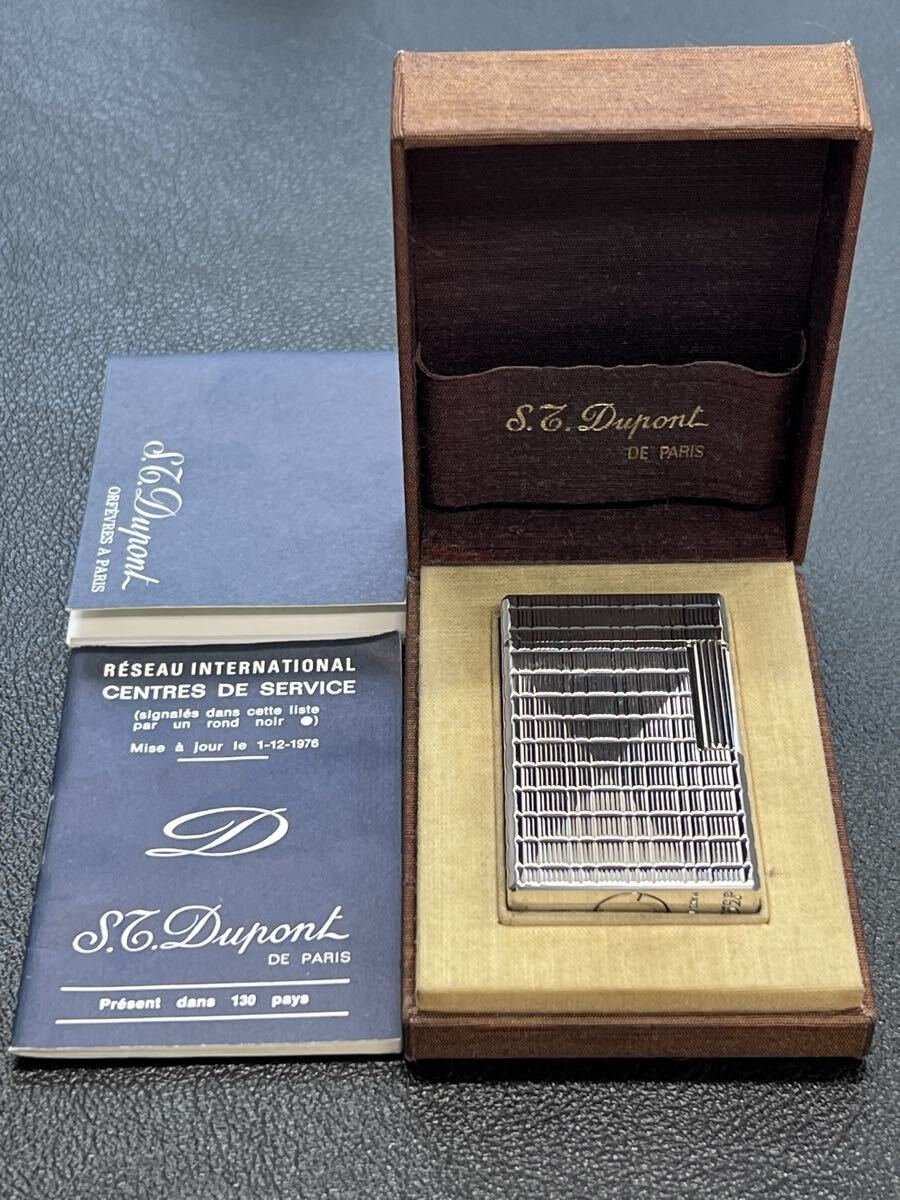 S.T.Dupont
DE PARIS
S.T.Dupont
ORFÈVRES A PARIS
RÉSEAU INTERNATIONAL
CENTRES DE SERVICE
(signalés dans cette liste
par un rond noir ●)
Mise à jour le 1-12-1976
D
S.T.Dupont
DE PARIS
Présent dans 130 pays